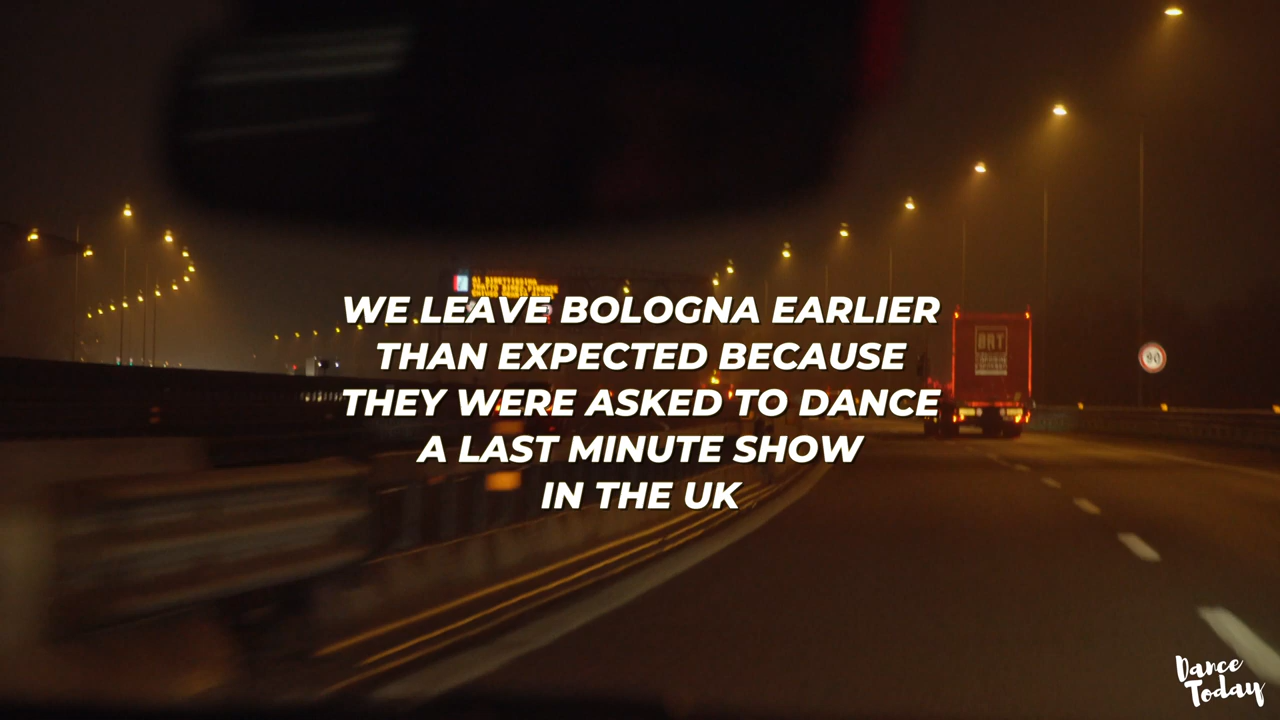 WE LEAVE BOLOGNA EARLIER
THAN EXPECTED BECAUSE
THEY WERE ASKED TO DANCE
A LAST MINUTE SHOW
IN THE UK
BRT
90
Dance
Today